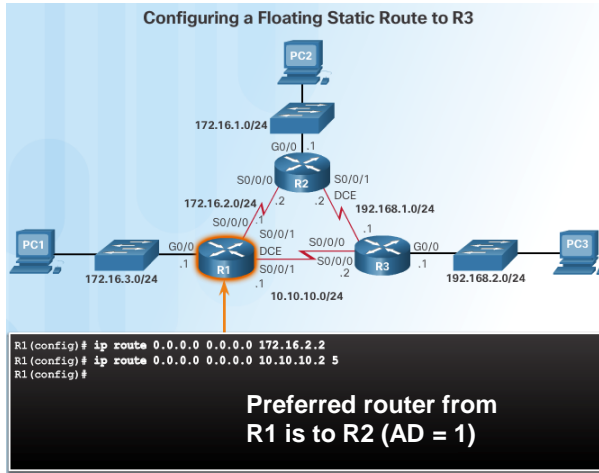 Configuring a Floating Static Route to R3
PC2
172.16.1.0/24
G0/0
.1
R2
S0/0/0
S0/0/1
.2
.2
DCE
172.16.2.0/24
192.168.1.0/24
S0/0/0
.1
.1
PC1
G0/0
.1
172.16.3.0/24
R1
S0/0/1
DCE
S0/0/1
.1
S0/0/0
S0/0/0
.2
10.10.10.0/24
R3
G0/0
.1
192.168.2.0/24
PC3
R1(config)# ip route 0.0.0.0 0.0.0.0 172.16.2.2
R1(config)# ip route 0.0.0.0 0.0.0.0 10.10.10.2 5
R1(config)#
Preferred router from
R1 is to R2 (AD = 1)